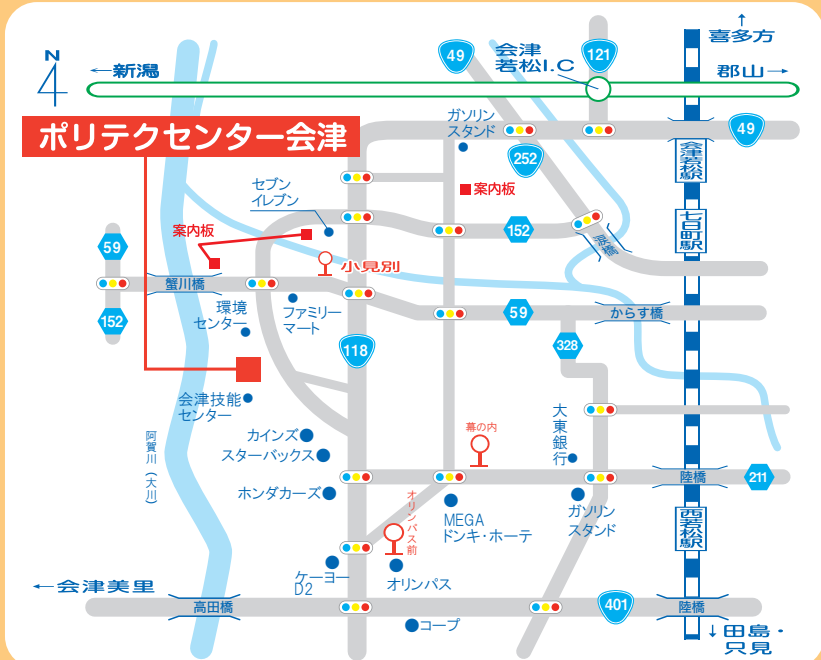 ↑
喜多方
N
←新潟
49
会津
若松I.C
121
郡山→
ポリテクセンター会津
ガソリン
スタンド
49
252
会津若松駅
セブン
イレブン
案内板
七日町駅
案内板
152
59
小見別
涙橋
蟹川橋
152
環境
センター
ファミリー
マート
59
からす橋
118
328
会津技能
センター
大東銀行
阿賀川(大川)
カインズ
スターバックス
幕の内
ホンダカーズ
陸橋
211
オリンパス前
MEGA
ドンキ・ホーテ
ガソリン
スタンド
西若松駅
ケーヨー
D2
オリンパス
←会津美里
高田橋
401
陸橋
コープ
↓田島・
只見